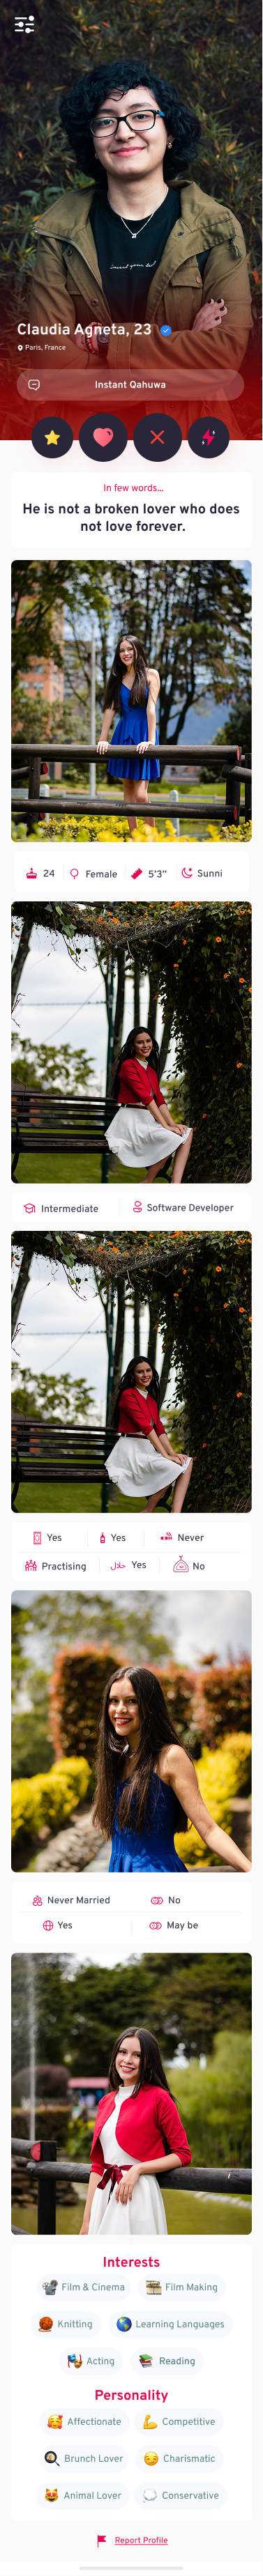 Claudia Agneta, 23
Paris, France
Instant Qahuwa
In few words...
He is not a broken lover who does
not love forever.
24 Female 5'3" Sunni
Intermediate Software Developer
Yes Yes Never
Practising حلال Yes No
Never Married No
Yes May be
Interests
Film & Cinema Film Making
Knitting Learning Languages
Acting Reading
Personality
Affectionate Competitive
Brunch Lover Charismatic
Animal Lover Conservative
Report Profile